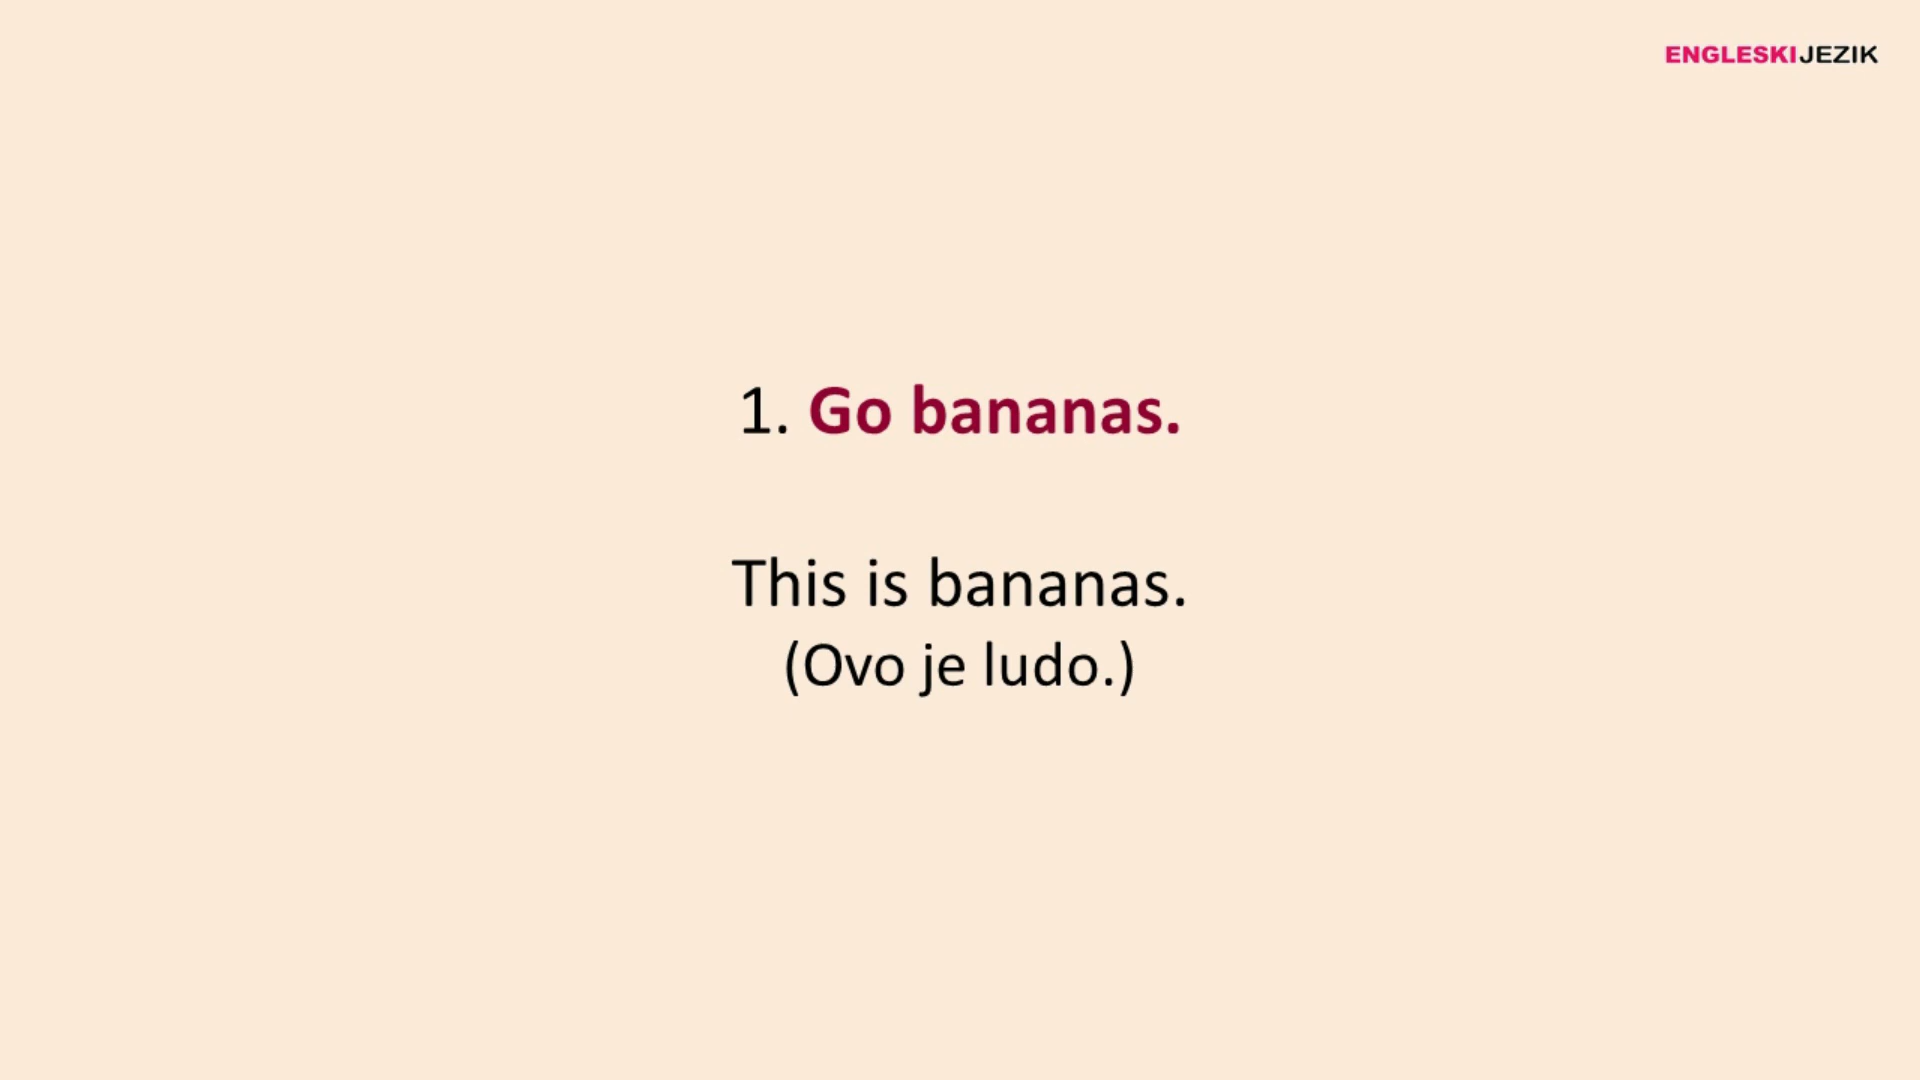 ENGLESKIJEZIK
1. Go bananas.
This is bananas.
(Ovo je ludo.)